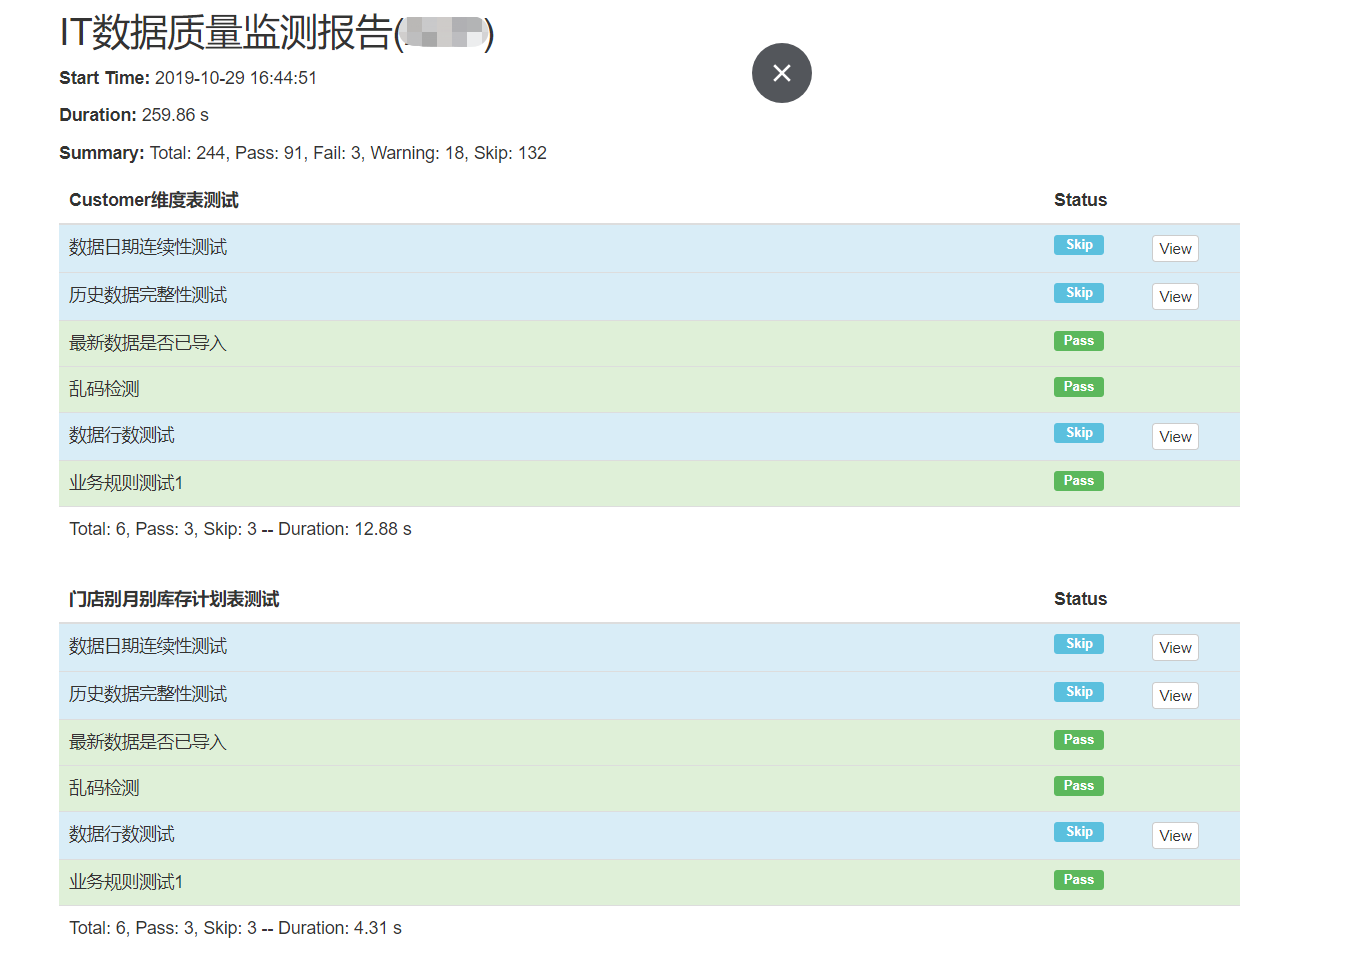 IT数据质量监测报告( )
Start Time: 2019-10-29 16:44:51
Duration: 259.86 s
Summary: Total: 244, Pass: 91, Fail: 3, Warning: 18, Skip: 132
Customer维度表测试 Status
数据日期连续性测试 Skip View
历史数据完整性测试 Skip View
最新数据是否已导入 Pass
乱码检测 Pass
数据行数测试 Skip View
业务规则测试1 Pass
Total: 6, Pass: 3, Skip: 3 -- Duration: 12.88 s
门店别月别库存计划表测试 Status
数据日期连续性测试 Skip View
历史数据完整性测试 Skip View
最新数据是否已导入 Pass
乱码检测 Pass
数据行数测试 Skip View
业务规则测试1 Pass
Total: 6, Pass: 3, Skip: 3 -- Duration: 4.31 s